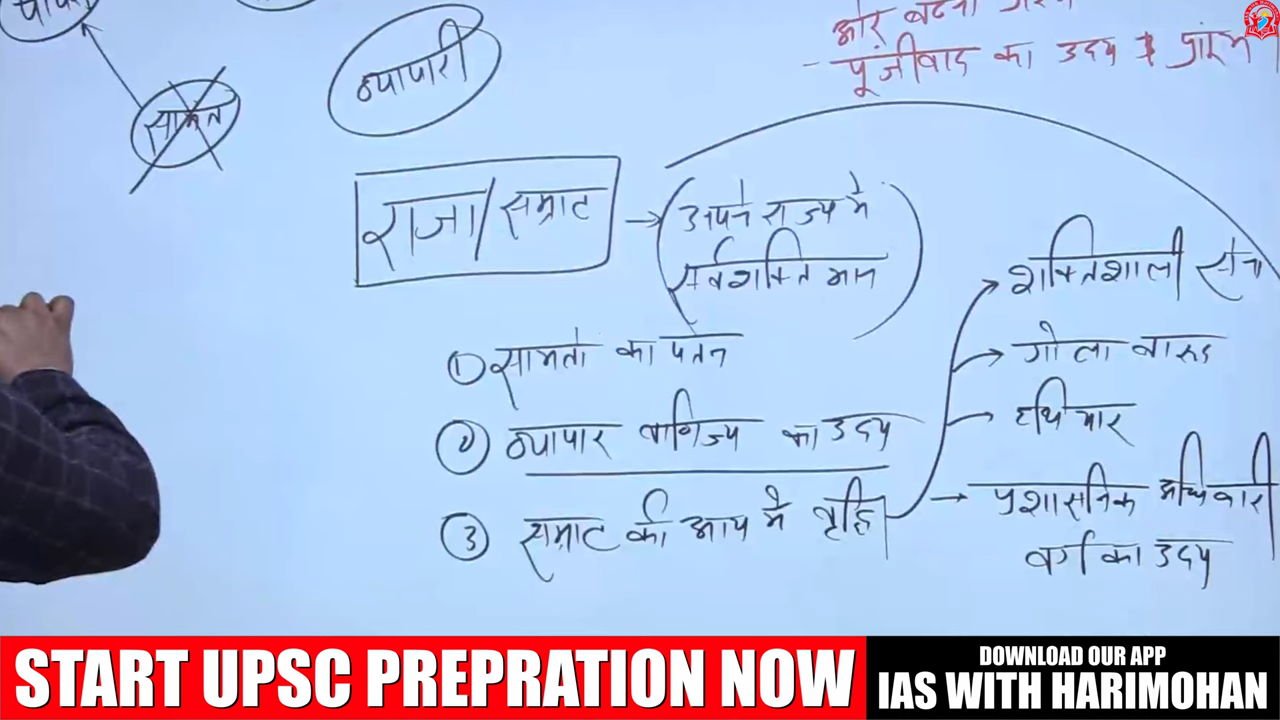 और
- पूंजीवाद का उदय प्रारंभ
व्यापारी
सामंत
राजा/सम्राट
अपने राज्य में
सर्वशक्तिमान
शक्तिशाली सेना
गोला बारूद
हथियार
प्रशासनिक अधिकारी
वर्ग का उदय
① सामंतो का पतन
② व्यापार वाणिज्य का उदय
③ सम्राट की आय में वृद्धि
START UPSC PREPRATION NOW
DOWNLOAD OUR APP
IAS WITH HARIMOHAN